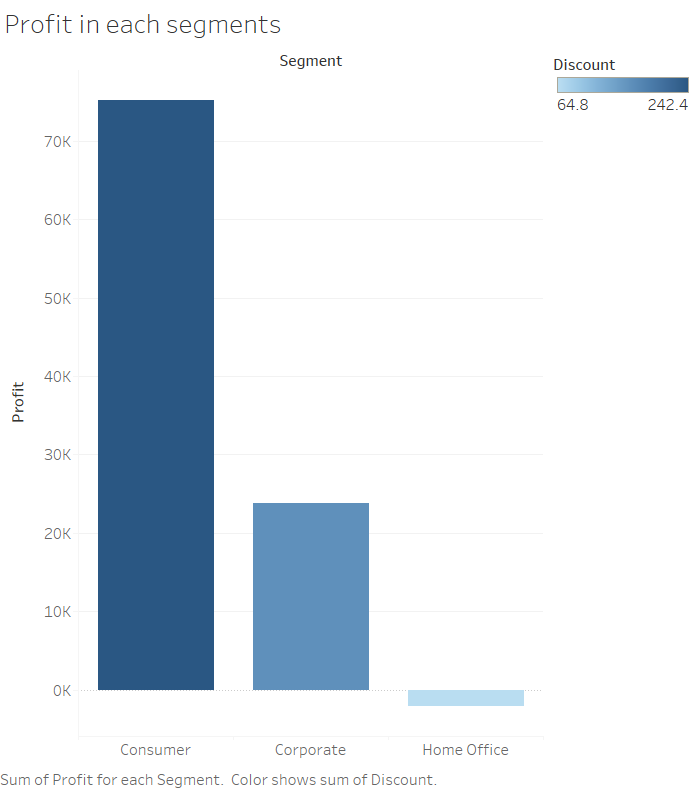 Profit in each segments
Segment
Discount
64.8 242.4
70K
60K
50K
40K
30K
20K
10K
0K
Profit
Consumer Corporate Home Office
Sum of Profit for each Segment. Color shows sum of Discount.